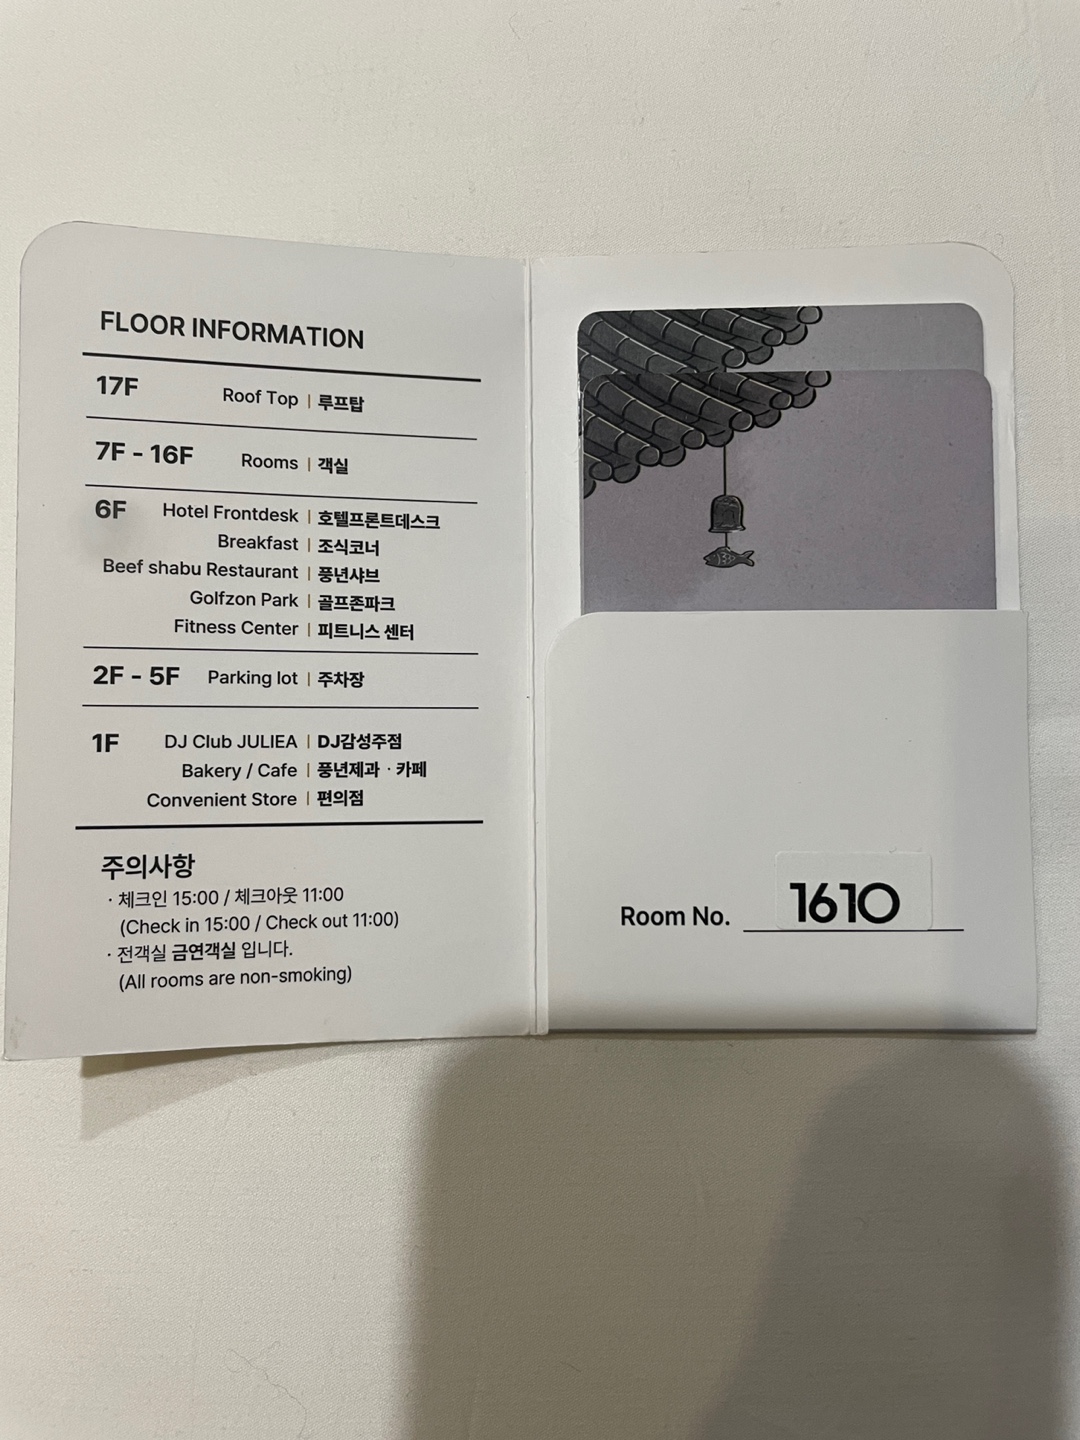 FLOOR INFORMATION
17F Roof Top | 루프탑
7F - 16F Rooms | 객실
6F Hotel Frontdesk | 호텔프론트데스크
Breakfast | 조식코너
Beef shabu Restaurant | 풍년샤브
Golfzon Park | 골프존파크
Fitness Center | 피트니스 센터
2F - 5F Parking lot | 주차장
1F DJ Club JULIEA | DJ감성주점
Bakery / Cafe | 풍년제과 · 카페
Convenient Store | 편의점
주의사항
· 체크인 15:00 / 체크아웃 11:00
(Check in 15:00 / Check out 11:00)
· 전객실 금연객실 입니다.
(All rooms are non-smoking)
Room No. 1610